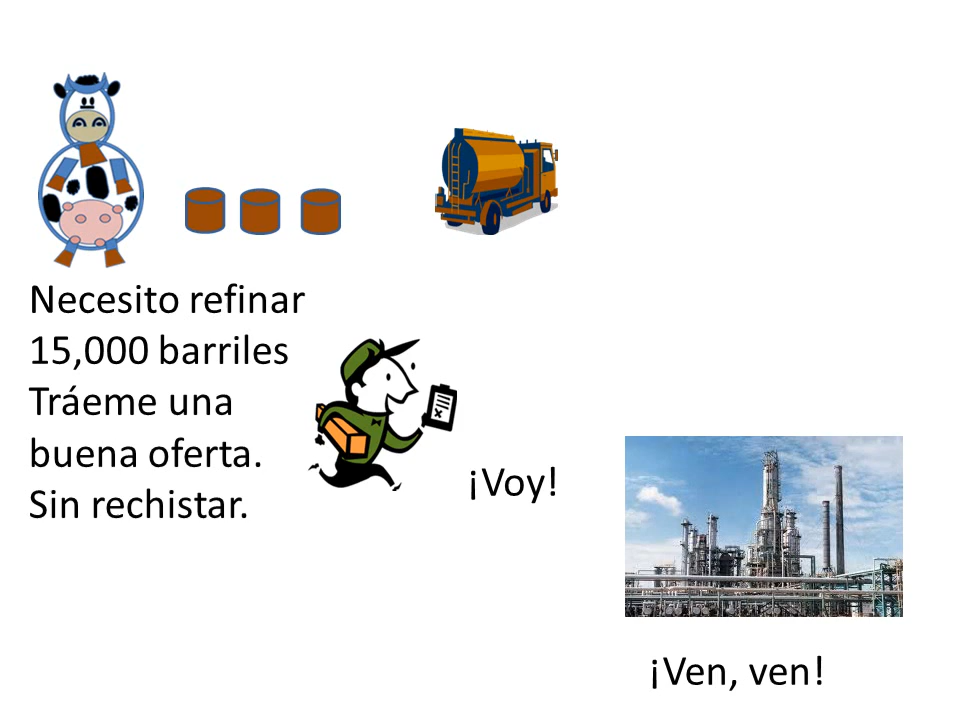 Necesito refinar
15,000 barriles
Tráeme una
buena oferta.
Sin rechistar.
¡Voy!
¡Ven, ven!